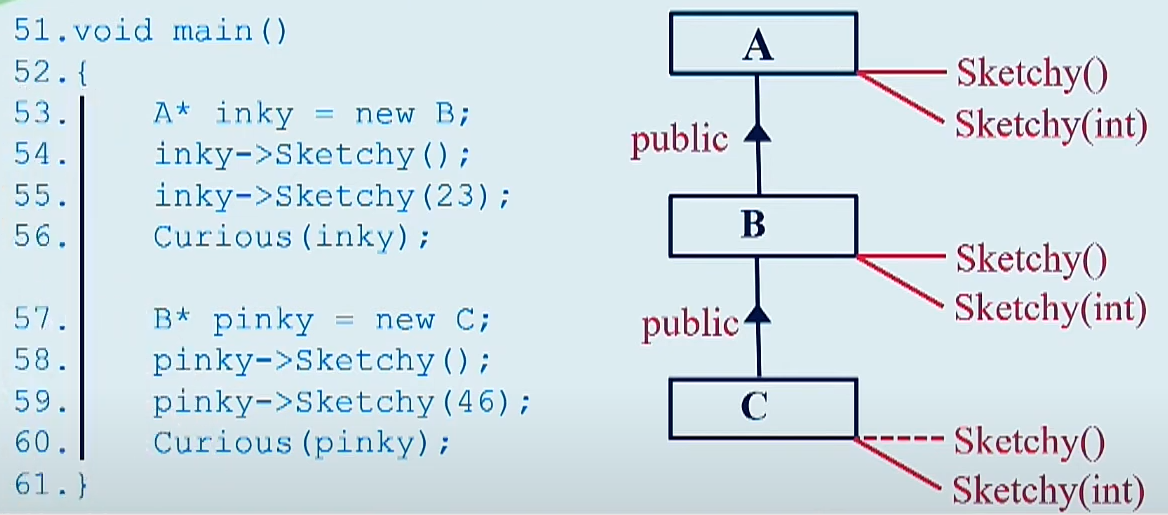 51.void main()
52.{
53. A* inky = new B;
54. inky->Sketchy();
55. inky->Sketchy(23);
56. Curious(inky);
57. B* pinky = new C;
58. pinky->Sketchy();
59. pinky->Sketchy(46);
60. Curious(pinky);
61.}
A
Sketchy()
Sketchy(int)
public
B
Sketchy()
Sketchy(int)
public
C
Sketchy()
Sketchy(int)